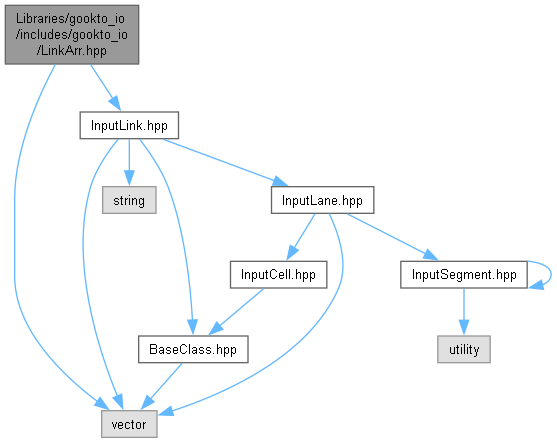 Libraries/gookto_io
/includes/gookto_io
/LinkArr.hpp
InputLink.hpp
string
InputLane.hpp
InputCell.hpp
InputSegment.hpp
BaseClass.hpp
utility
vector